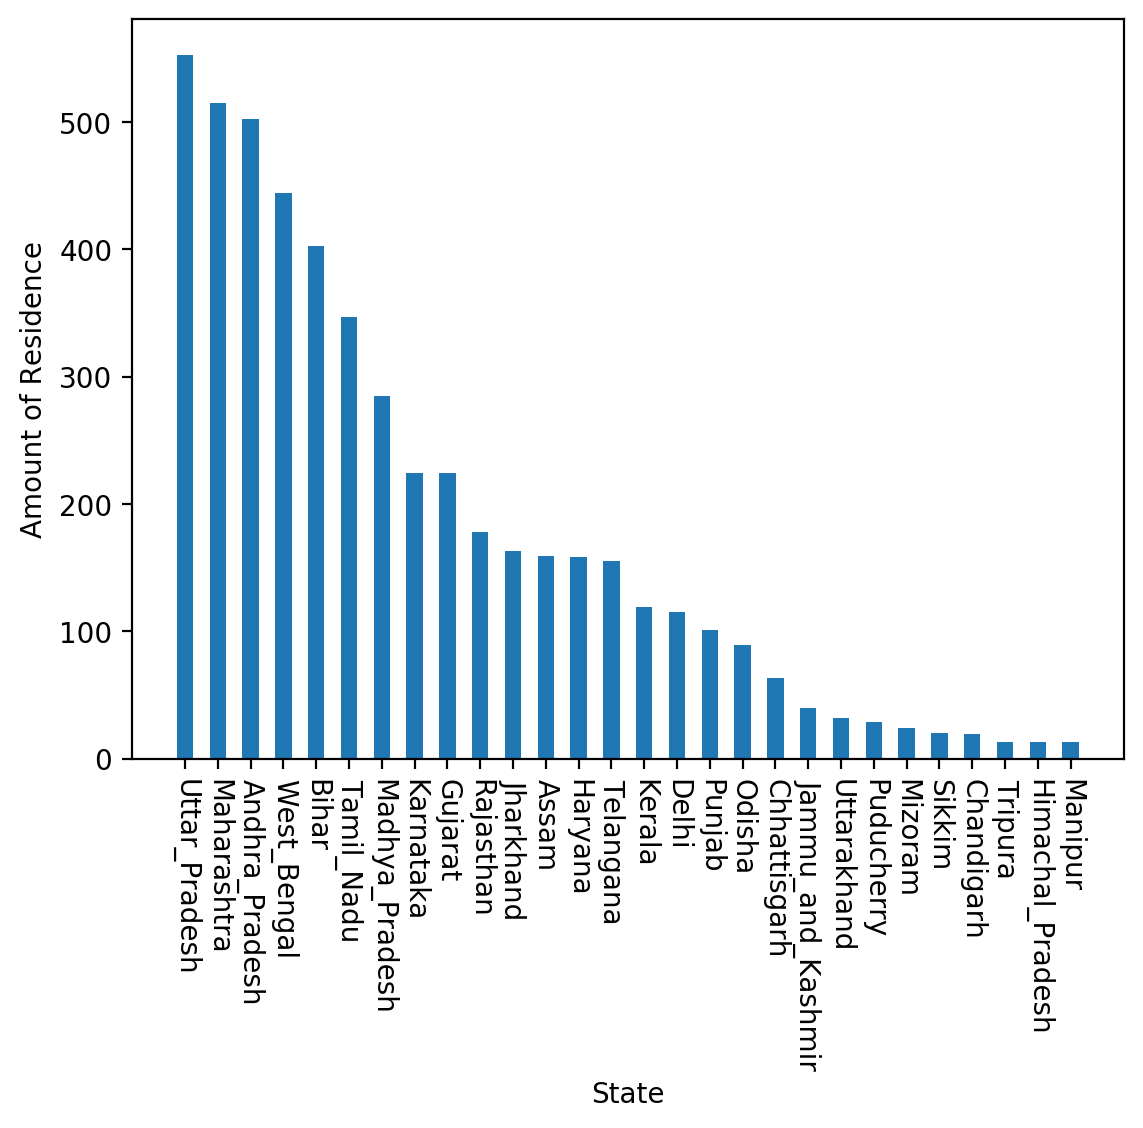 500
400
300
200
100
0
Amount of Residence
Uttar_Pradesh
Maharashtra
Andhra_Pradesh
West_Bengal
Bihar
Tamil_Nadu
Madhya_Pradesh
Karnataka
Gujarat
Rajasthan
Jharkhand
Assam
Haryana
Telangana
Kerala
Delhi
Punjab
Odisha
Chhattisgarh
Jammu_and_Kashmir
Uttarakhand
Puducherry
Mizoram
Sikkim
Chandigarh
Tripura
Himachal_Pradesh
Manipur
State